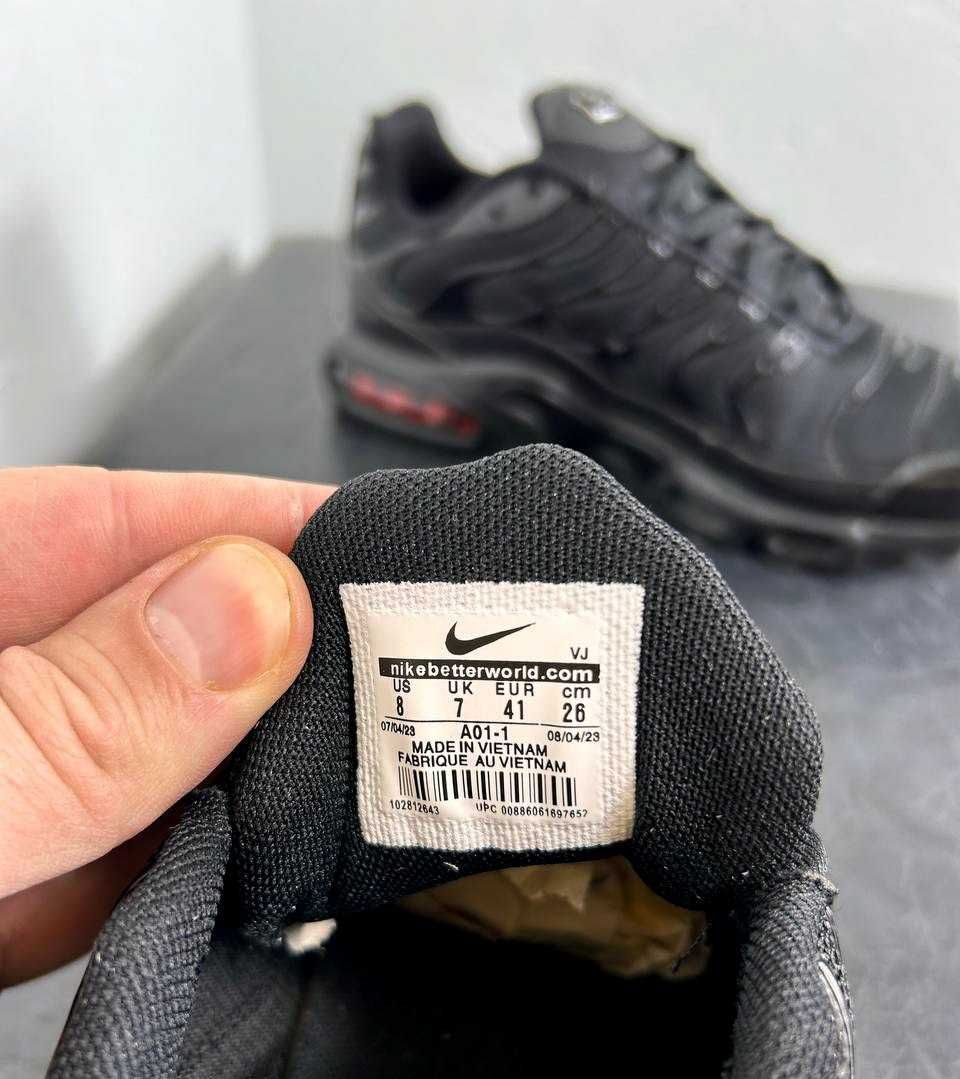 VJ
nikebetterworld.com
US UK EUR cm
8 7 41 26
07/04/23 A01-1 08/04/23
MADE IN VIETNAM
FABRIQUE AU VIETNAM
102812643 UPC 00886061697652